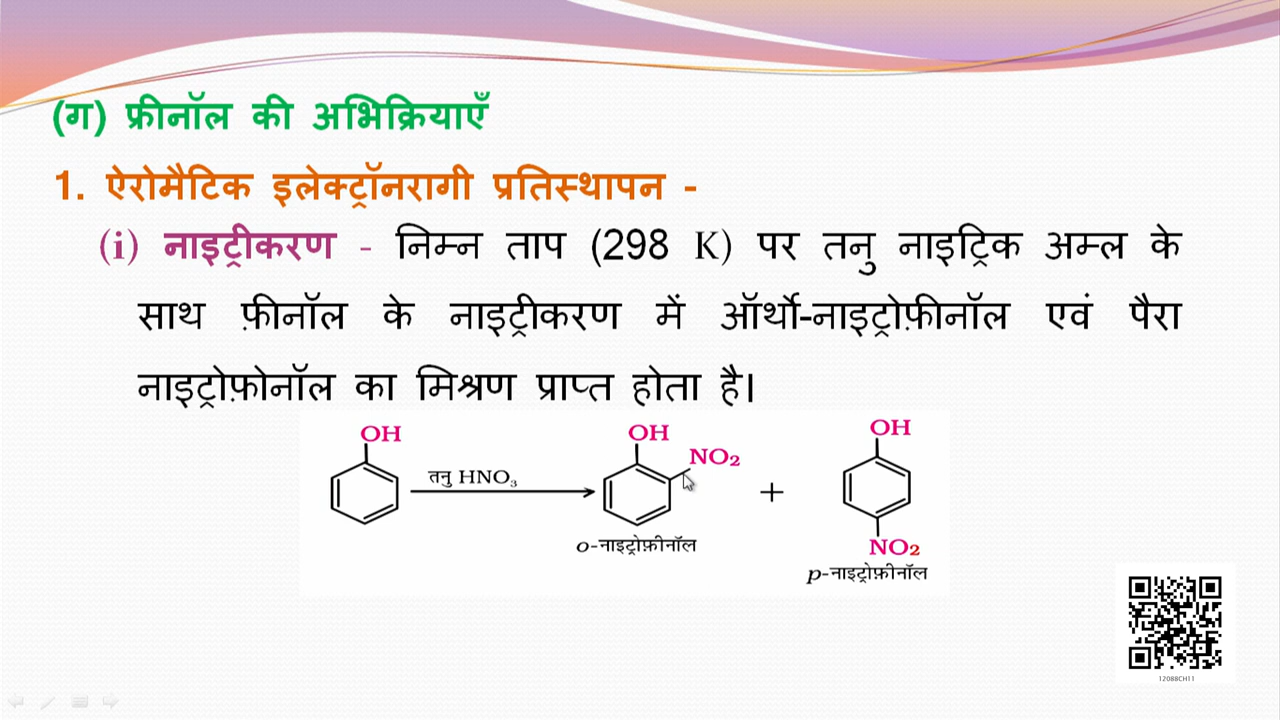 (ग) फ्रीनॉल की अभिक्रियाएँ
1. ऐरोमैटिक इलेक्ट्रॉनरागी प्रतिस्थापन -
(i) नाइट्रीकरण - निम्न ताप (298 K) पर तनु नाइट्रिक अम्ल के
साथ फ़ीनॉल के नाइट्रीकरण में ऑर्थो-नाइट्रोफ़ीनॉल एवं पैरा
नाइट्रोफ़ोनॉल का मिश्रण प्राप्त होता है।
OH
तनु HNO₃
OH
NO₂
o-नाइट्रोफ़ीनॉल
+
OH
NO₂
p-नाइट्रोफ़ीनॉल
12088CH11